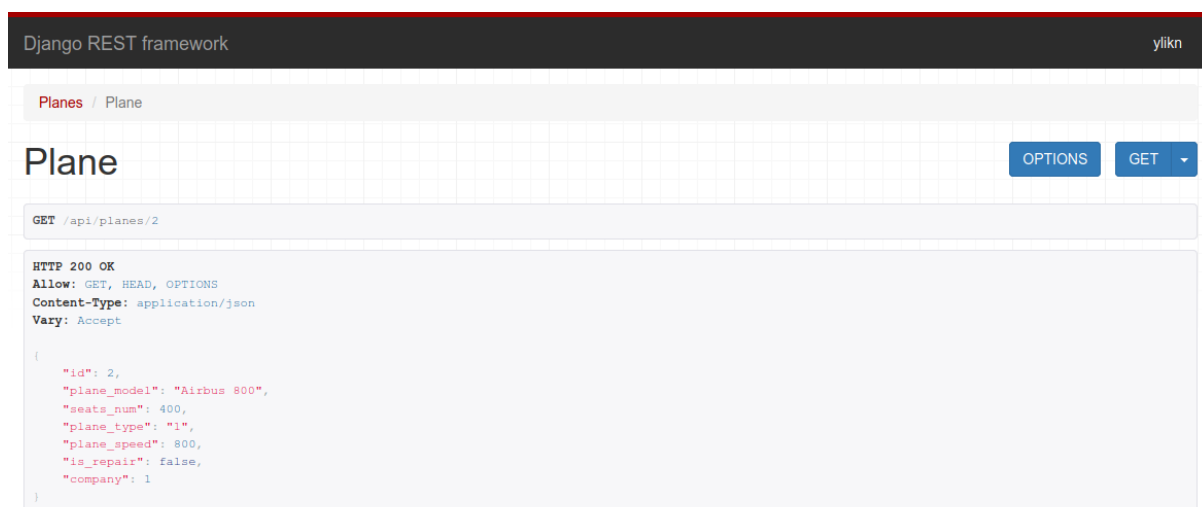 Django REST framework
ylikn
Planes / Plane
Plane
OPTIONS
GET
GET /api/planes/2
HTTP 200 OK
Allow: GET, HEAD, OPTIONS
Content-Type: application/json
Vary: Accept
{
    "id": 2,
    "plane_model": "Airbus 800",
    "seats_num": 400,
    "plane_type": "1",
    "plane_speed": 800,
    "is_repair": false,
    "company": 1
}